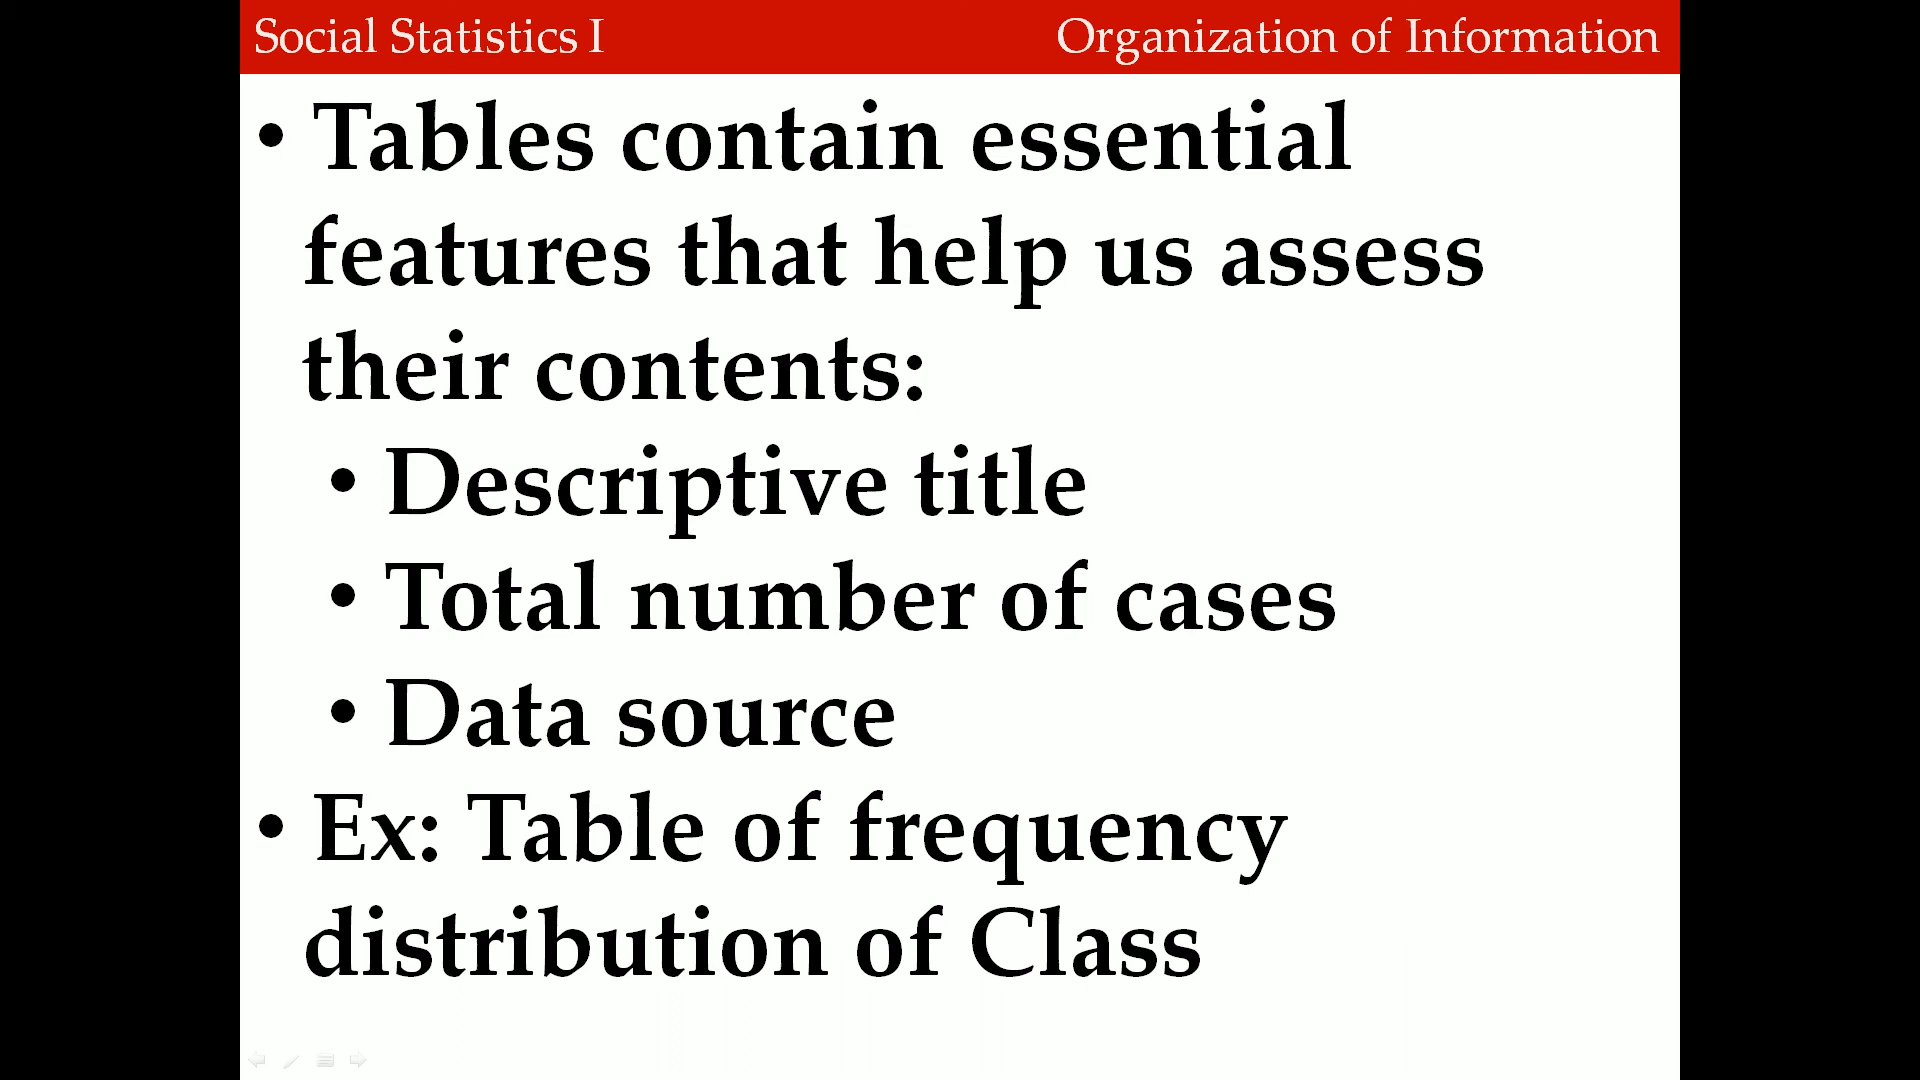 Social Statistics I
Organization of Information
• Tables contain essential
features that help us assess
their contents:
• Descriptive title
• Total number of cases
• Data source
• Ex: Table of frequency
distribution of Class